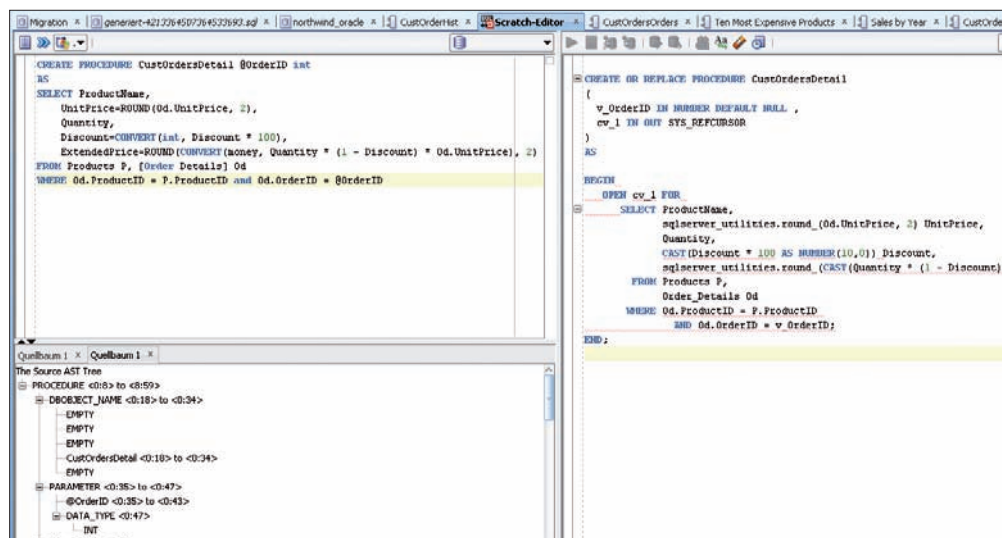 Migration × generiert-4213364507364533693.sql × northwind_oracle × CustOrderHist × Scratch-Editor × CustOrdersOrders × Ten Most Expensive Products × Sales by Year × CustOrde
CREATE PROCEDURE CustOrdersDetail @OrderID int
AS
SELECT ProductName,
UnitPrice=ROUND(Od.UnitPrice, 2),
Quantity,
Discount=CONVERT(int, Discount * 100),
ExtendedPrice=ROUND(CONVERT(money, Quantity * (1 - Discount) * Od.UnitPrice), 2)
FROM Products P, [Order Details] Od
WHERE Od.ProductID = P.ProductID and Od.OrderID = @OrderID
Quellbaum 1 × Quellbaum 1 ×
The Source AST Tree
PROCEDURE <0:8> to <8:59>
DBOBJECT_NAME <0:18> to <0:34>
EMPTY
EMPTY
EMPTY
CustOrdersDetail <0:18> to <0:34>
EMPTY
PARAMETER <0:35> to <0:47>
@OrderID <0:35> to <0:43>
DATA_TYPE <0:47>
INT
CREATE OR REPLACE PROCEDURE CustOrdersDetail
(
v_OrderID IN NUMBER DEFAULT NULL ,
cv_1 IN OUT SYS_REFCURSOR
)
AS
BEGIN
OPEN cv_1 FOR
SELECT ProductName,
sqlserver_utilities.round_(Od.UnitPrice, 2) UnitPrice,
Quantity,
CAST(Discount * 100 AS NUMBER(10,0)) Discount,
sqlserver_utilities.round_(CAST(Quantity * (1 - Discount)
FROM Products P,
Order_Details Od
WHERE Od.ProductID = P.ProductID
AND Od.OrderID = v_OrderID;
END;